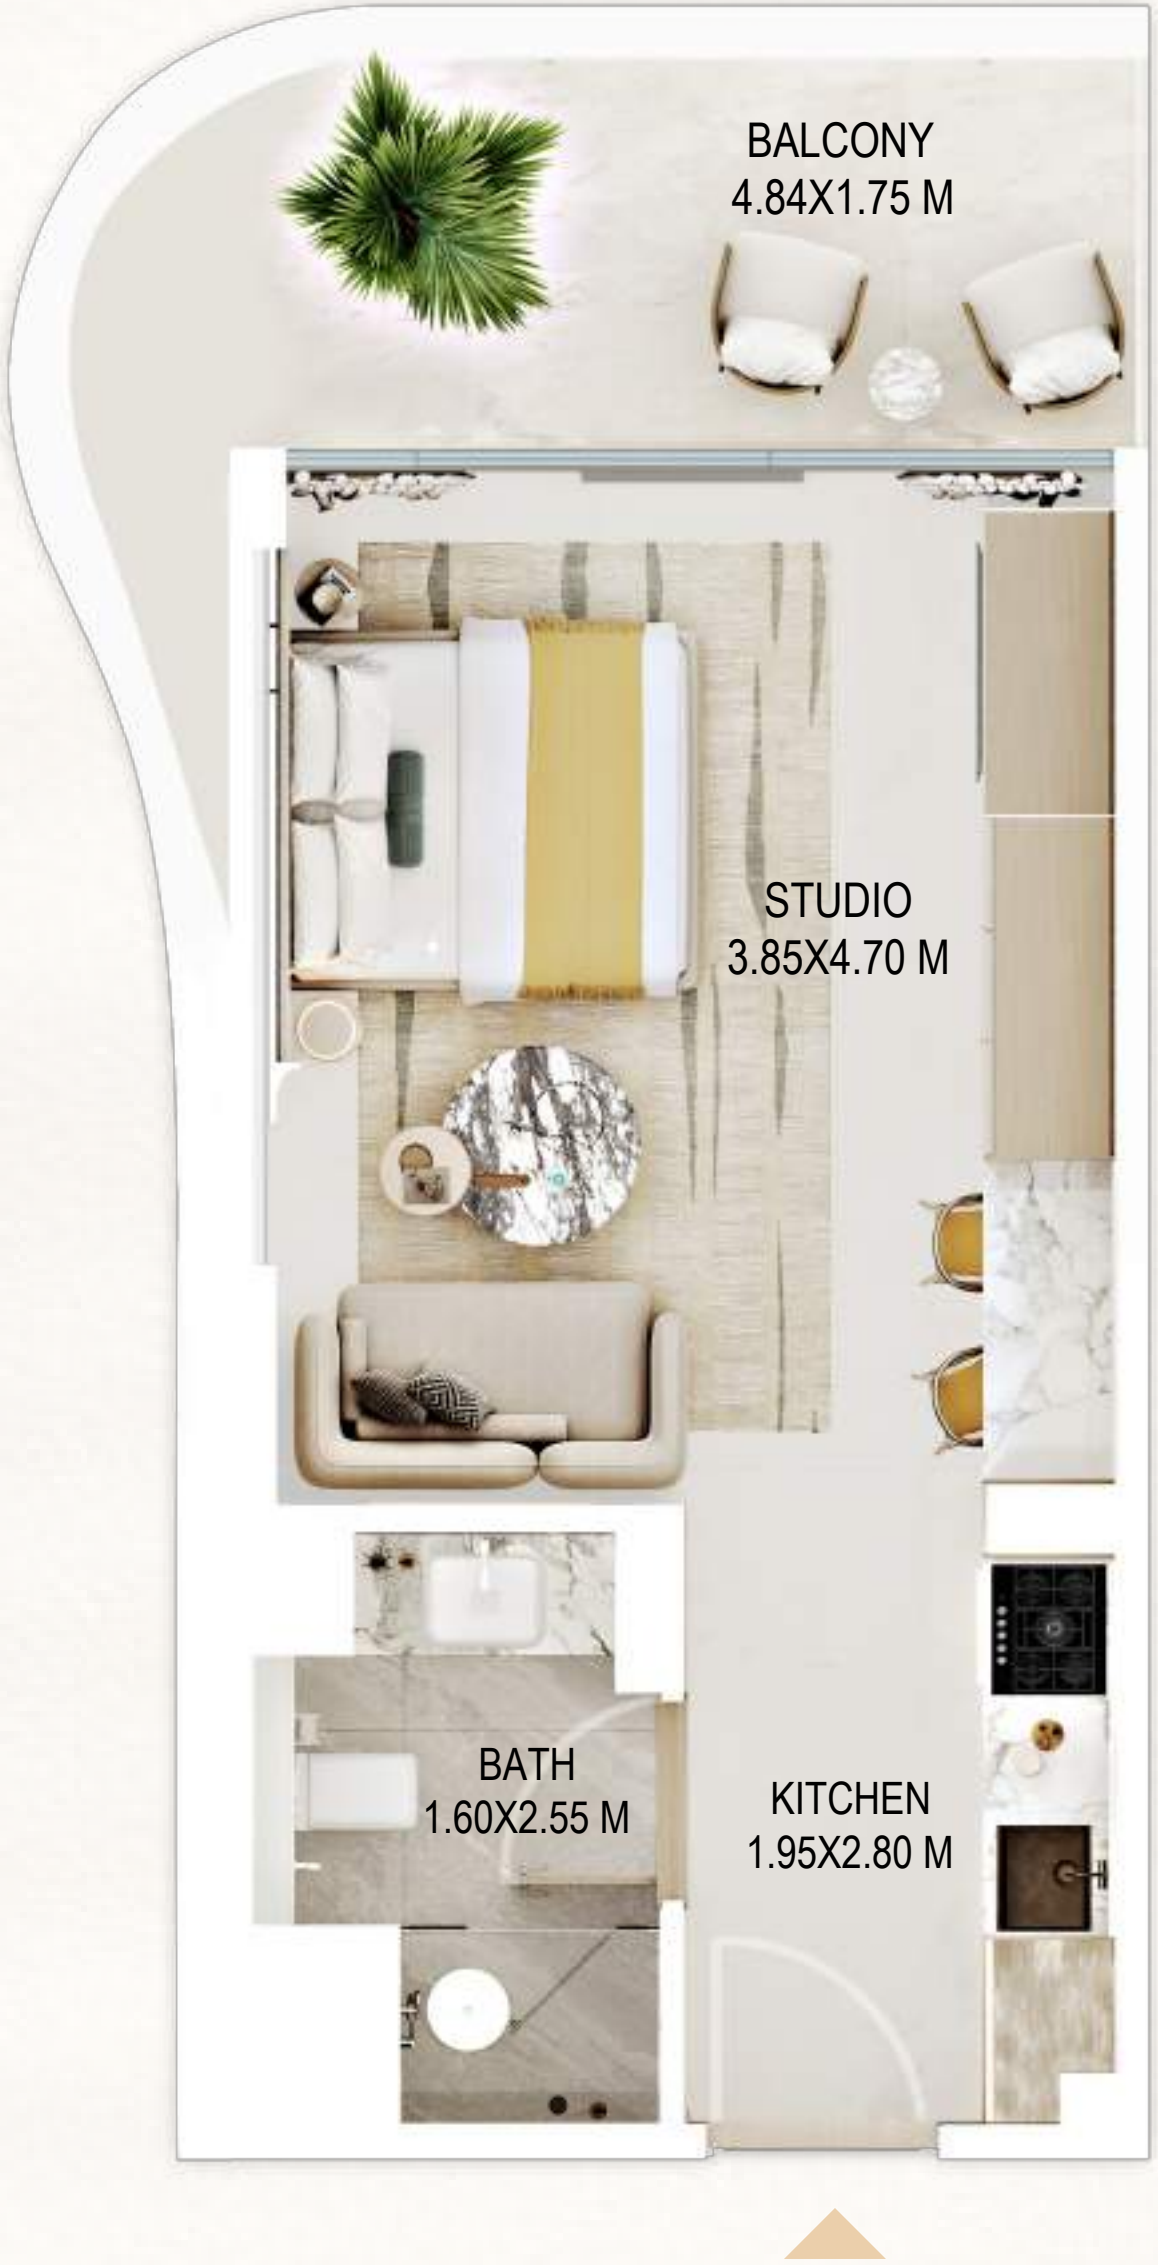 BALCONY
4.84X1.75 M
STUDIO
3.85X4.70 M
BATH
1.60X2.55 M
KITCHEN
1.95X2.80 M